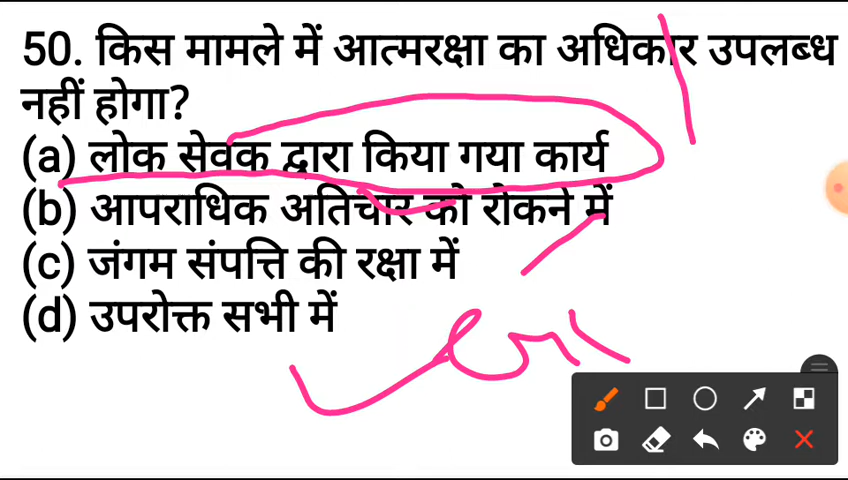 50. किस मामले में आत्मरक्षा का अधिकार उपलब्ध
नहीं होगा?
(a) लोक सेवक द्वारा किया गया कार्य
(b) आपराधिक अतिचार को रोकने में
(c) जंगम संपत्ति की रक्षा में
(d) उपरोक्त सभी में